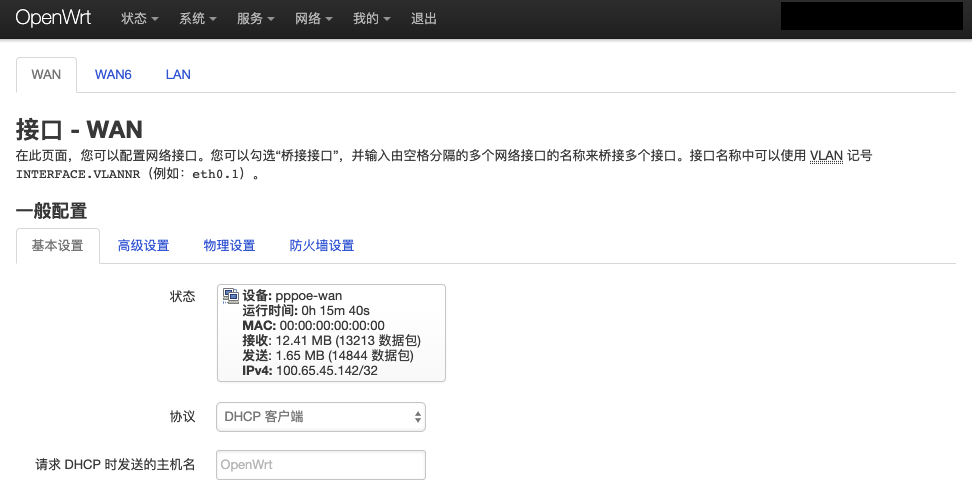 OpenWrt 状态 系统 服务 网络 我的 退出
WAN WAN6 LAN
接口 - WAN
在此页面，您可以配置网络接口。您可以勾选“桥接接口”，并输入由空格分隔的多个网络接口的名称来桥接多个接口。接口名称中可以使用 VLAN 记号
INTERFACE.VLANNR（例如：eth0.1）。
一般配置
基本设置 高级设置 物理设置 防火墙设置
状态
设备: pppoe-wan
运行时间: 0h 15m 40s
MAC: 00:00:00:00:00:00
接收: 12.41 MB (13213 数据包)
发送: 1.65 MB (14844 数据包)
IPv4: 100.65.45.142/32
协议 DHCP 客户端
请求 DHCP 时发送的主机名 OpenWrt